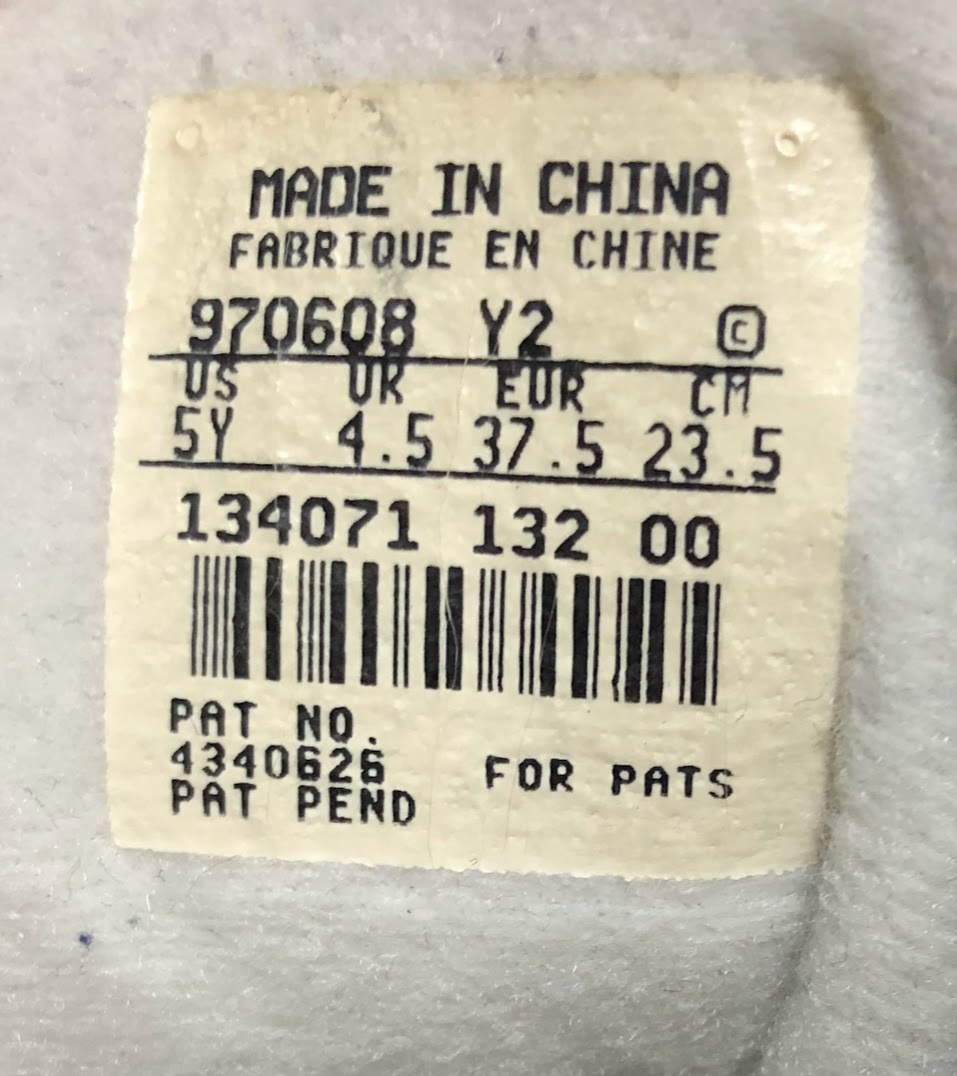 MADE IN CHINA
FABRIQUE EN CHINE
970608 Y2 ©
US UK EUR CM
5Y 4.5 37.5 23.5
134071 132 00
PAT NO.
4340626 FOR PATS
PAT PEND